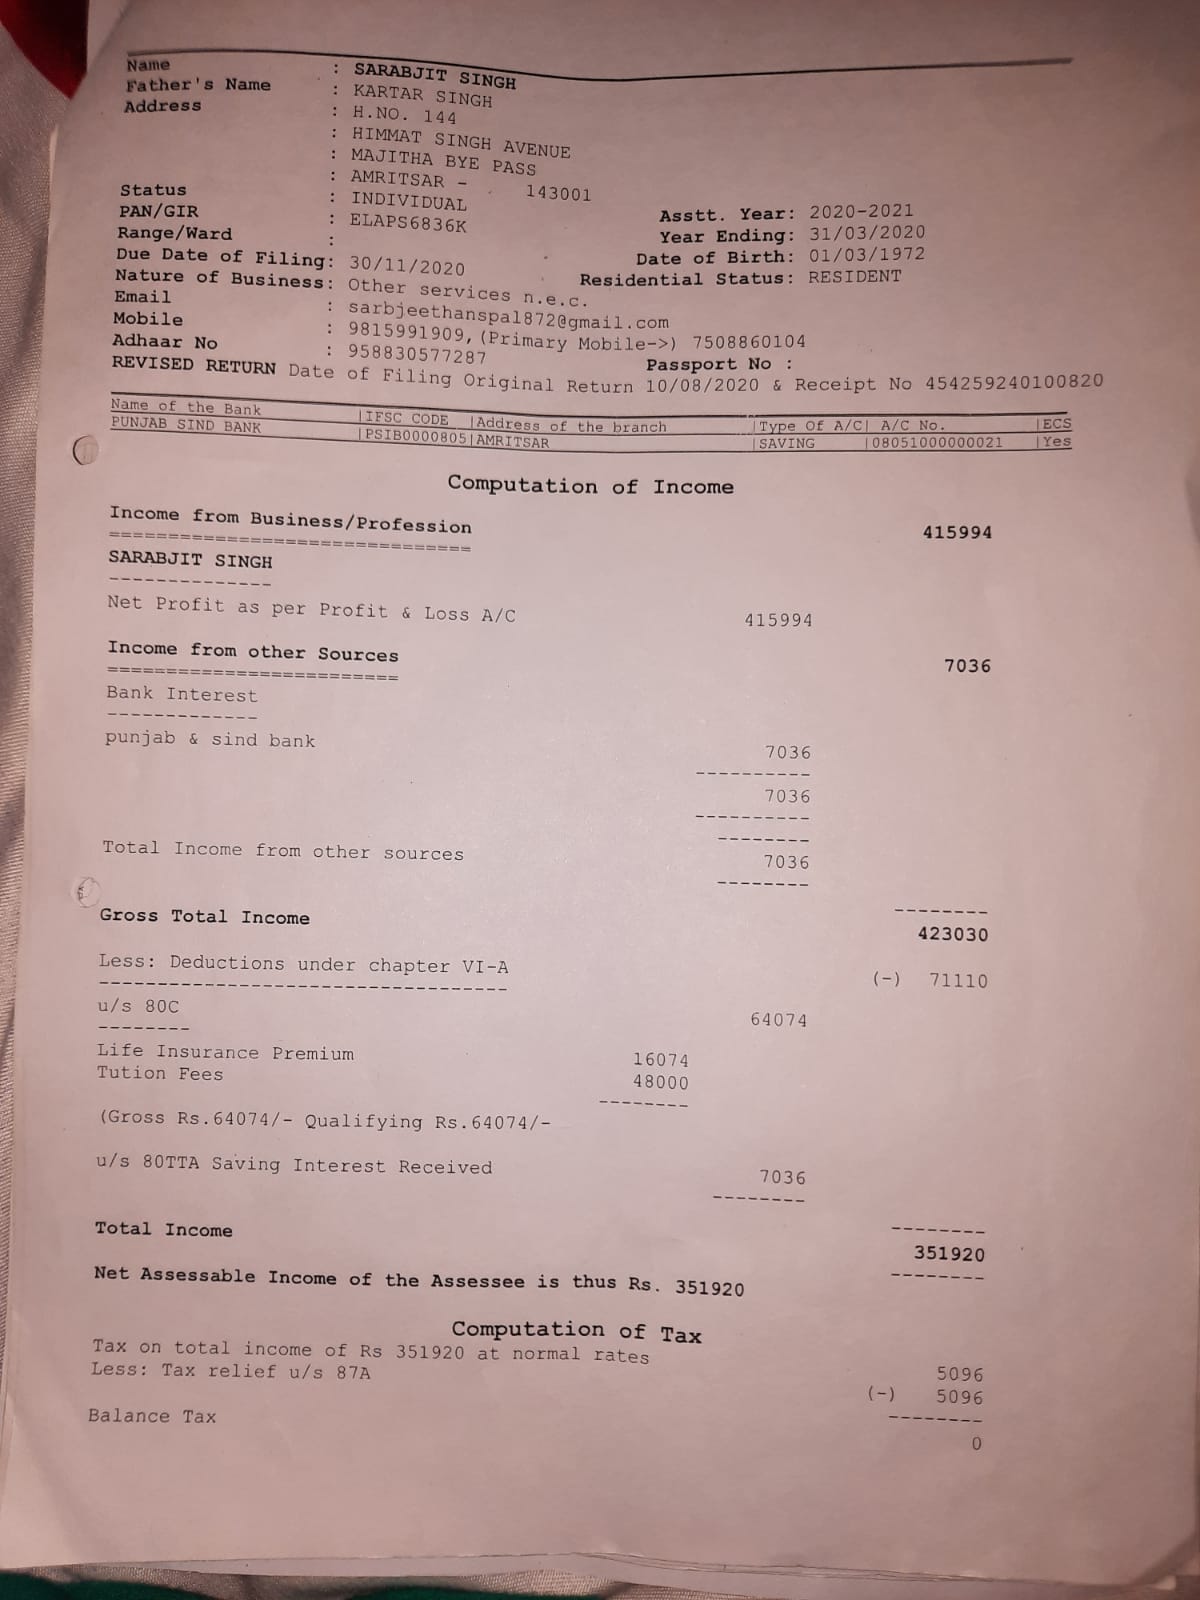 Name : SARABJIT SINGH
Father's Name : KARTAR SINGH
Address : H.NO. 144
: HIMMAT SINGH AVENUE
: MAJITHA BYE PASS
: AMRITSAR - 143001
Status : INDIVIDUAL Asstt. Year: 2020-2021
PAN/GIR : ELAPS6836K Year Ending: 31/03/2020
Range/Ward : Date of Birth: 01/03/1972
Due Date of Filing: 30/11/2020 Residential Status: RESIDENT
Nature of Business: Other services n.e.c.
Email : sarbjeethanspal872@gmail.com
Mobile : 9815991909, (Primary Mobile->) 7508860104
Adhaar No : 958830577287 Passport No :
REVISED RETURN Date of Filing Original Return 10/08/2020 & Receipt No 454259240100820
Name of the Bank |IFSC CODE |Address of the branch |Type Of A/C| A/C No. |ECS
PUNJAB SIND BANK |PSIB0000805|AMRITSAR |SAVING |08051000000021 |Yes
Computation of Income
Income from Business/Profession 415994
===============================
SARABJIT SINGH
--------------
Net Profit as per Profit & Loss A/C 415994
Income from other Sources 7036
=========================
Bank Interest
-------------
punjab & sind bank 7036
----------
7036
----------
--------
Total Income from other sources 7036
--------
--------
Gross Total Income 423030
Less: Deductions under chapter VI-A (-) 71110
-----------------------------------
u/s 80C 64074
--------
Life Insurance Premium 16074
Tution Fees 48000
--------
(Gross Rs.64074/- Qualifying Rs.64074/-
u/s 80TTA Saving Interest Received 7036
--------
--------
Total Income 351920
--------
Net Assessable Income of the Assessee is thus Rs. 351920
Computation of Tax
Tax on total income of Rs 351920 at normal rates 5096
Less: Tax relief u/s 87A (-) 5096
--------
Balance Tax 0